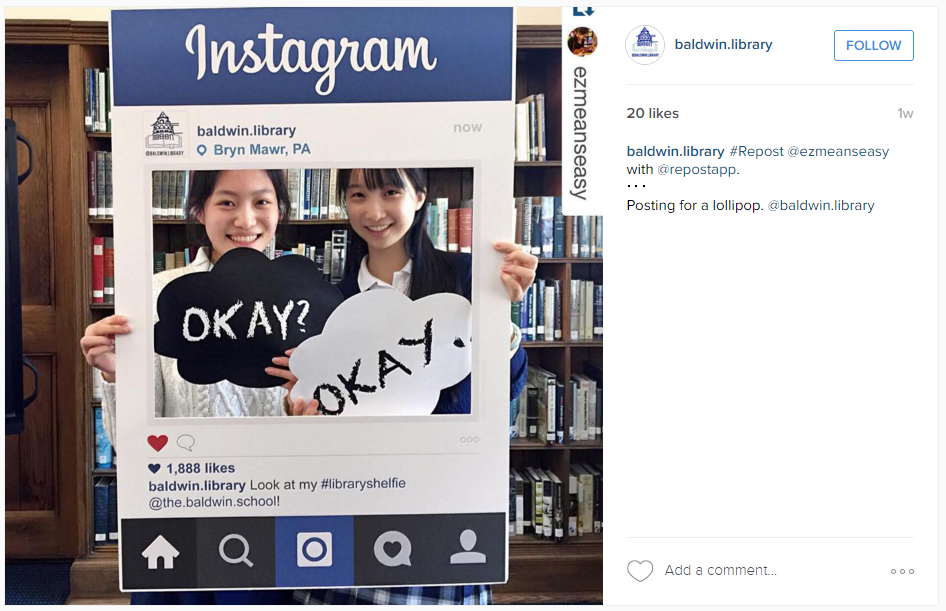 Instagram
baldwin.library
Bryn Mawr, PA
now
@BALDWINLIBRARY
OKAY?
OKAY.
1,888 likes
baldwin.library Look at my #libraryshelfie
@the.baldwin.school!
ezmeanseasy
baldwin.library
FOLLOW
20 likes
1w
baldwin.library #Repost @ezmeanseasy
with @repostapp.
...
Posting for a lollipop. @baldwin.library
Add a comment...